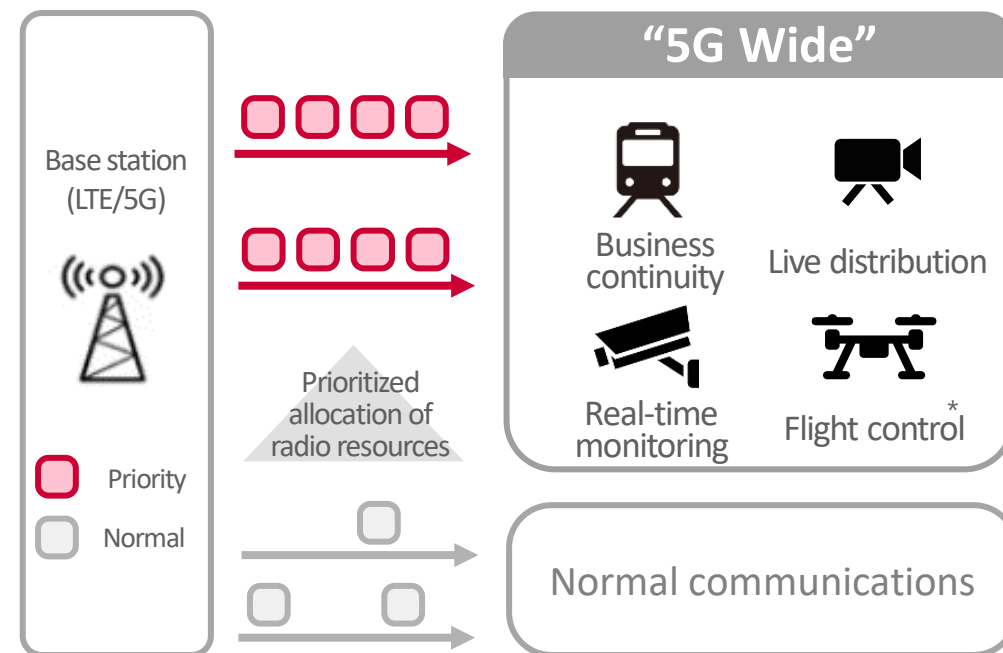 “5G Wide”
Base station
(LTE/5G)
Business
continuity
Live distribution
Real-time
monitoring
Flight control*
Prioritized
allocation of
radio resources
Priority
Normal
Normal communications